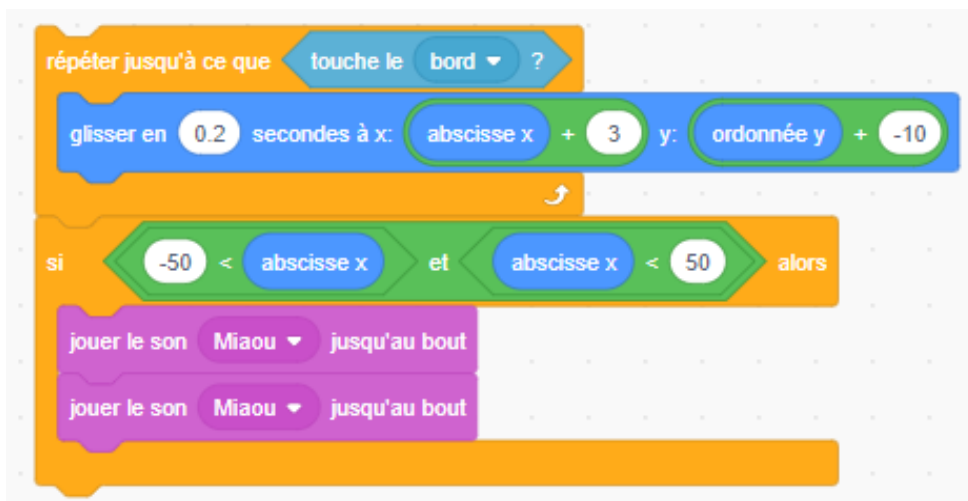 répéter jusqu'à ce que touche le bord ?
glisser en 0.2 secondes à x: abscisse x + 3 y: ordonnée y + -10
si -50 < abscisse x et abscisse x < 50 alors
jouer le son Miaou jusqu'au bout
jouer le son Miaou jusqu'au bout